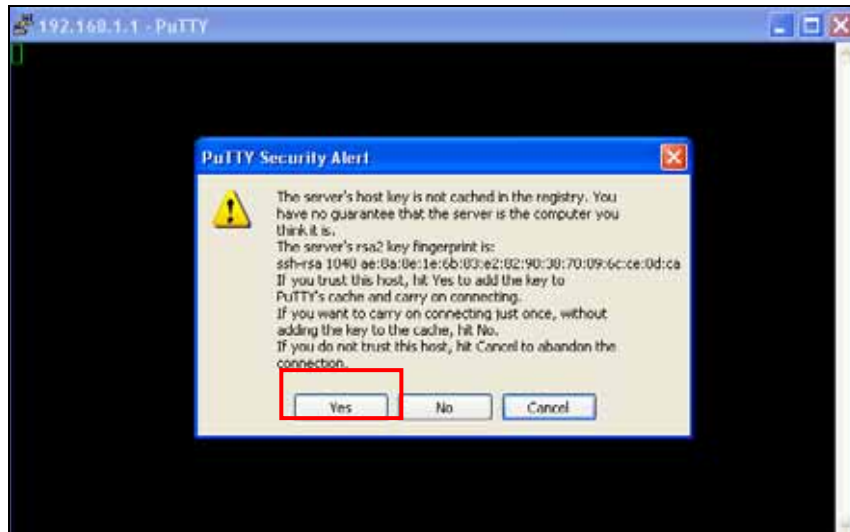 192.168.1.1 - PuTTY
PuTTY Security Alert
The server's host key is not cached in the registry. You
have no guarantee that the server is the computer you
think it is.
The server's rsa2 key fingerprint is:
ssh-rsa 1040 ae:8a:8e:1e:6b:83:e2:82:90:38:70:89:6c:ce:8d:ca
If you trust this host, hit Yes to add the key to
PuTTY's cache and carry on connecting.
If you want to carry on connecting just once, without
adding the key to the cache, hit No.
If you do not trust this host, hit Cancel to abandon the
connection.
Yes
No
Cancel